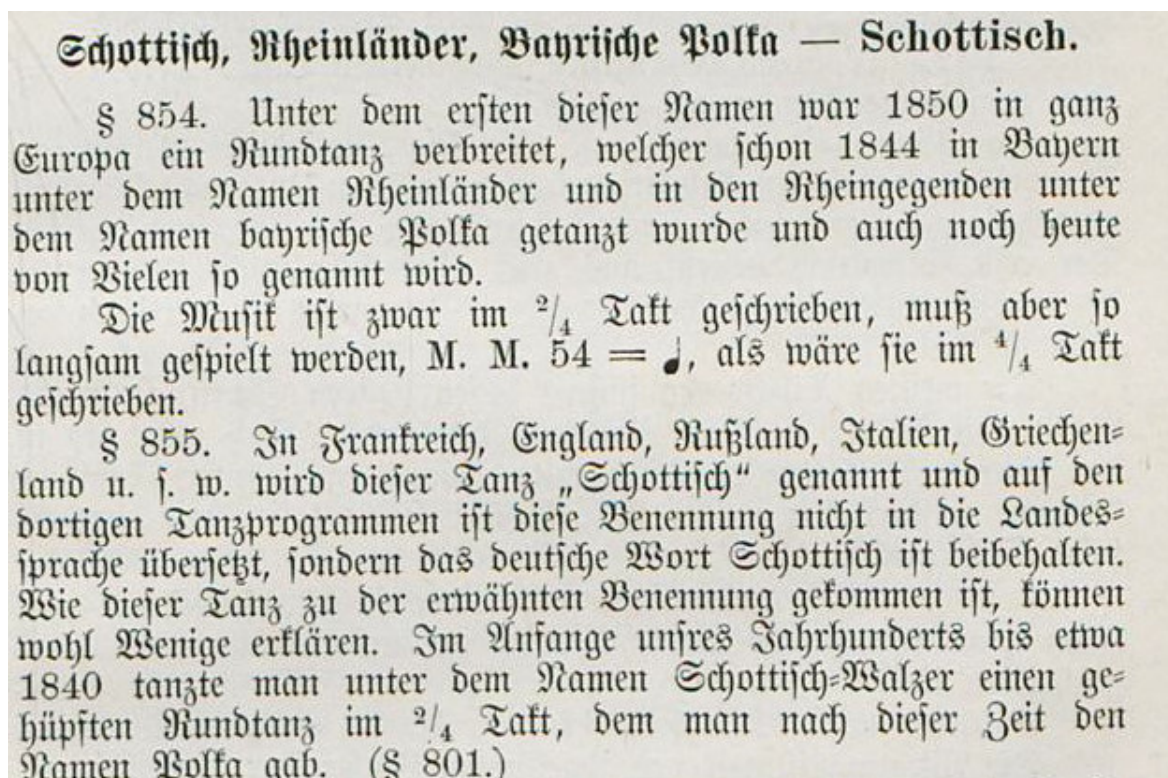 Schottisch, Rheinländer, Bayrische Polka — Schottisch.
§ 854. Unter dem ersten dieser Namen war 1850 in ganz
Europa ein Rundtanz verbreitet, welcher schon 1844 in Bayern
unter dem Namen Rheinländer und in den Rheingegenden unter
dem Namen bayrische Polka getanzt wurde und auch noch heute
von Vielen so genannt wird.
Die Musik ist zwar im 2/4 Takt geschrieben, muß aber so
langsam gespielt werden, M. M. 54 = ♩, als wäre sie im 4/4 Takt
geschrieben.
§ 855. In Frankreich, England, Rußland, Italien, Griechen-
land u. s. w. wird dieser Tanz „Schottisch“ genannt und auf den
dortigen Tanzprogrammen ist diese Benennung nicht in die Landes-
sprache übersetzt, sondern das deutsche Wort Schottisch ist beibehalten.
Wie dieser Tanz zu der erwähnten Benennung gekommen ist, können
wohl Wenige erklären. Im Anfange unsres Jahrhunderts bis etwa
1840 tanzte man unter dem Namen Schottisch-Walzer einen ge-
hüpften Rundtanz im 2/4 Takt, dem man nach dieser Zeit den
Namen Polka gab. (§ 801.)